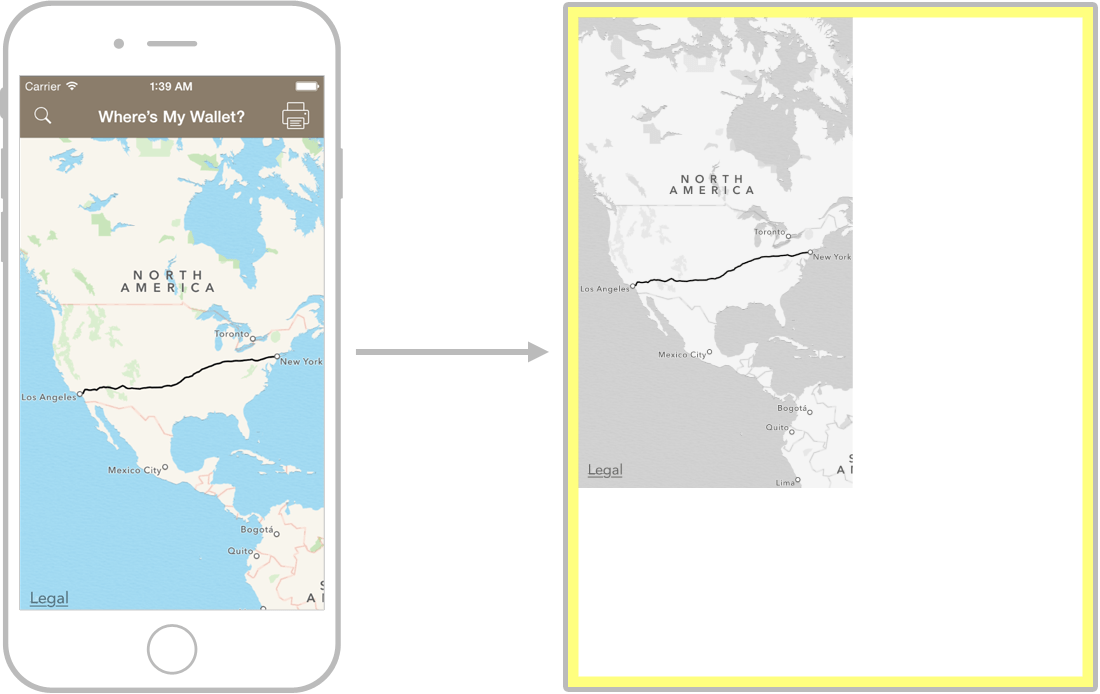 Carrier 1:39 AM
Where's My Wallet?
NORTH
AMERICA
Toronto
New York
Los Angeles
Mexico City
Bogotá
Quito
S
A I
Legal
NORTH
AMERICA
Toronto
New York
Los Angeles
Mexico City
Bogotá
Quito
S
A I
Legal
Lima